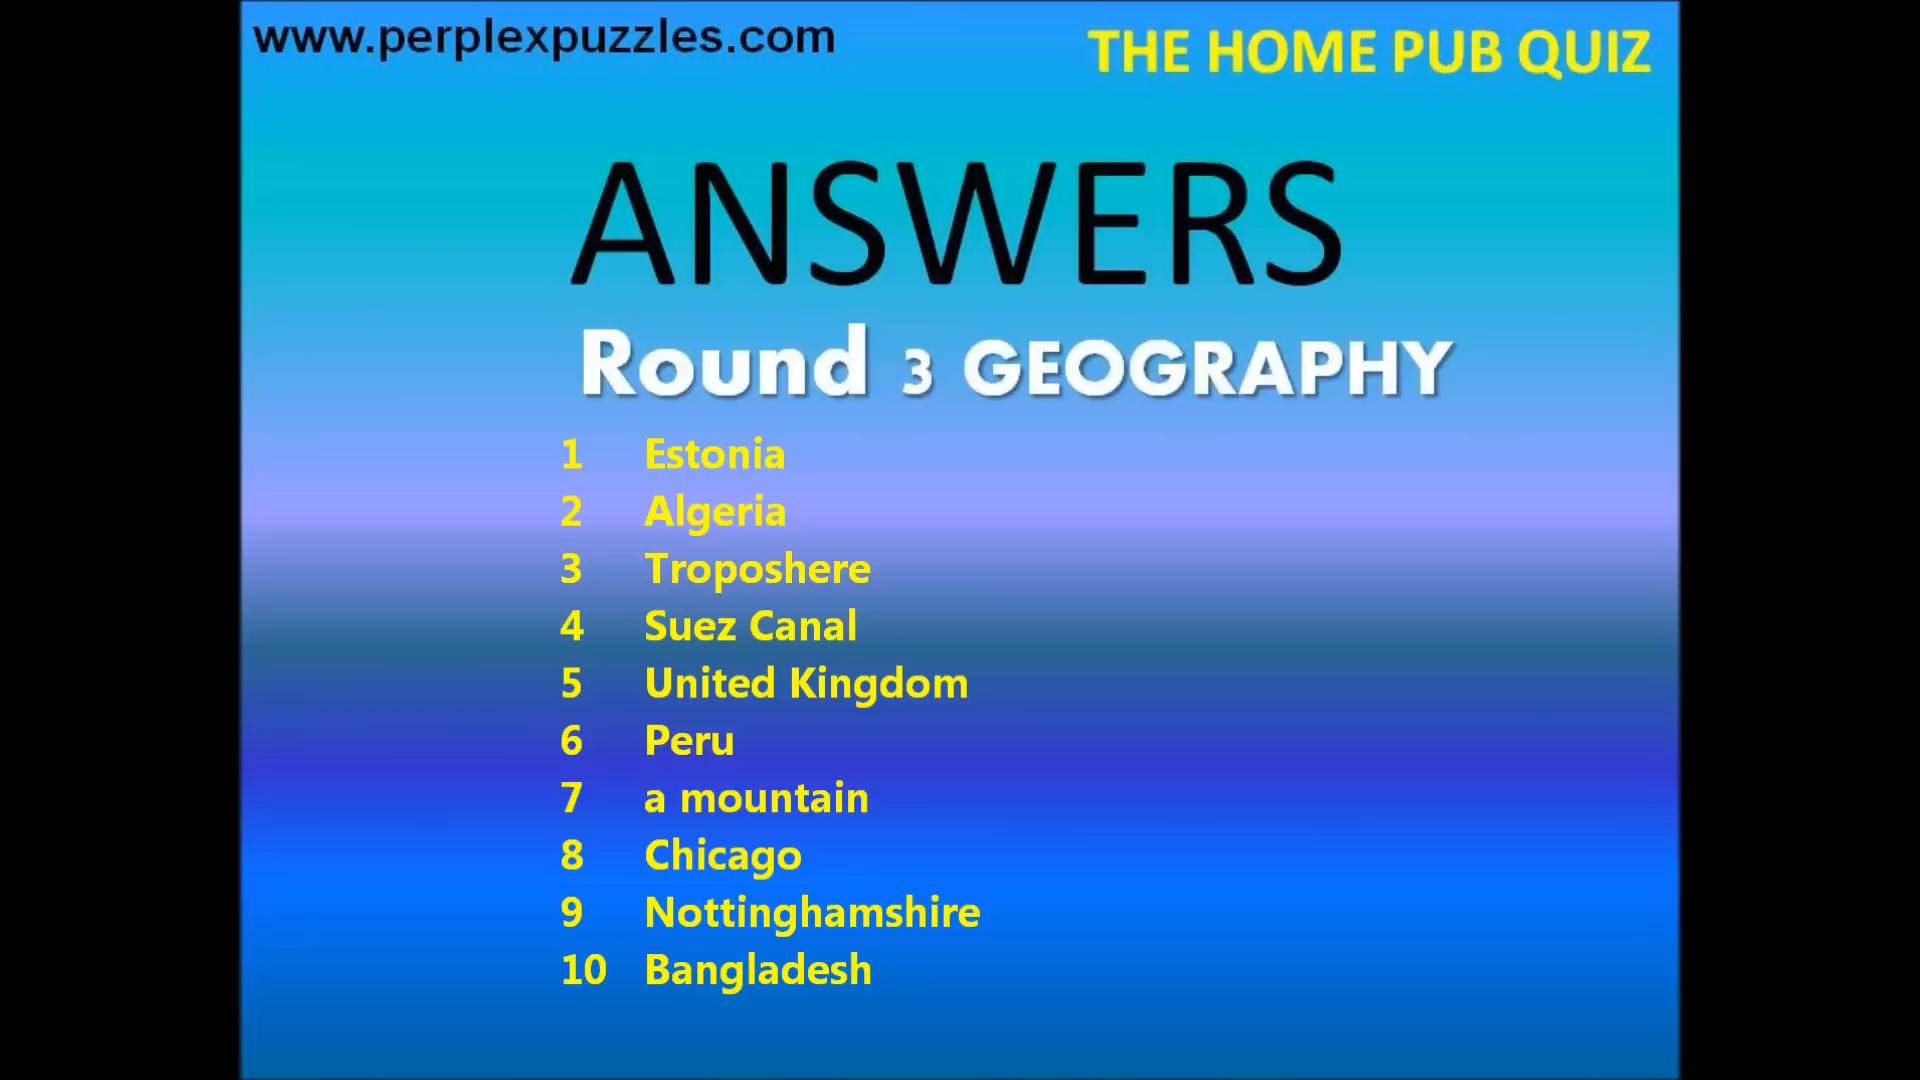 www.perplexpuzzles.com
THE HOME PUB QUIZ
ANSWERS
Round 3 GEOGRAPHY
1 Estonia
2 Algeria
3 Troposhere
4 Suez Canal
5 United Kingdom
6 Peru
7 a mountain
8 Chicago
9 Nottinghamshire
10 Bangladesh